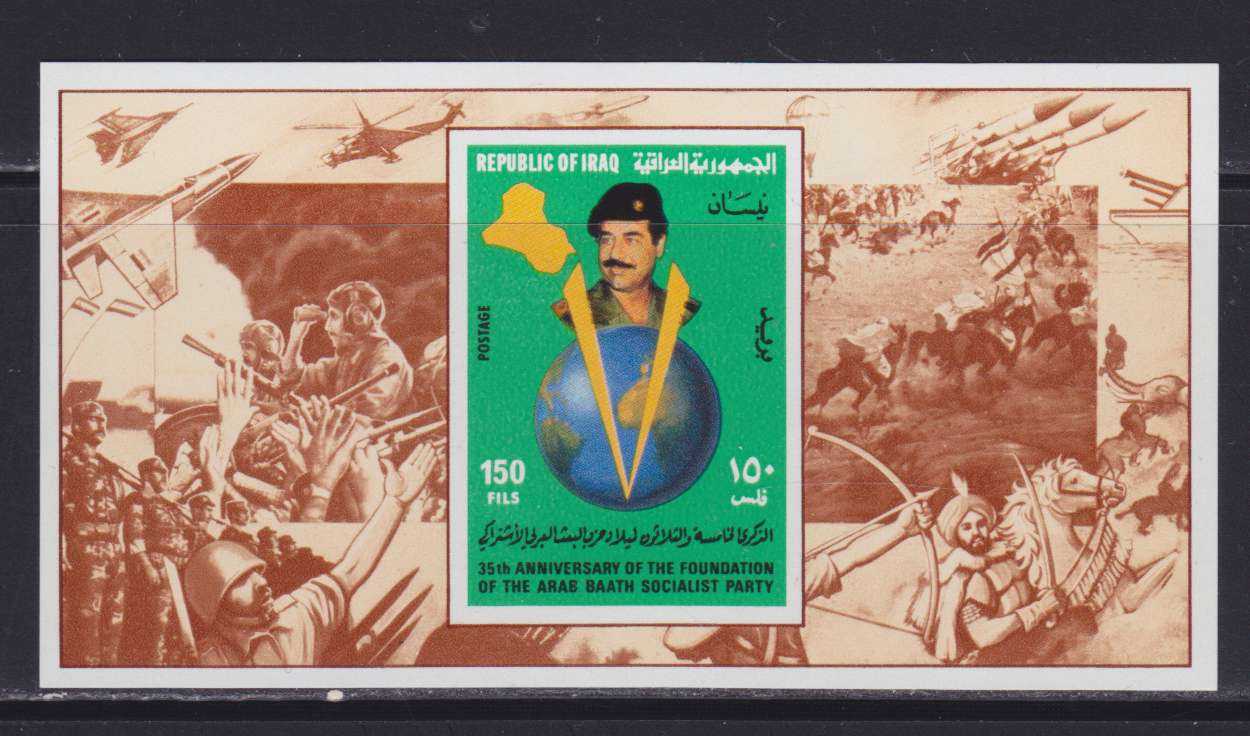 REPUBLIC OF IRAQ الجمهورية العراقية
نيسان
POSTAGE
بريد
150 ١٥٠
FILS فلس
الذكرى الخامسة والثلاثون لميلاد حزب البعث العربي الاشتراكي
35th ANNIVERSARY OF THE FOUNDATION
OF THE ARAB BAATH SOCIALIST PARTY